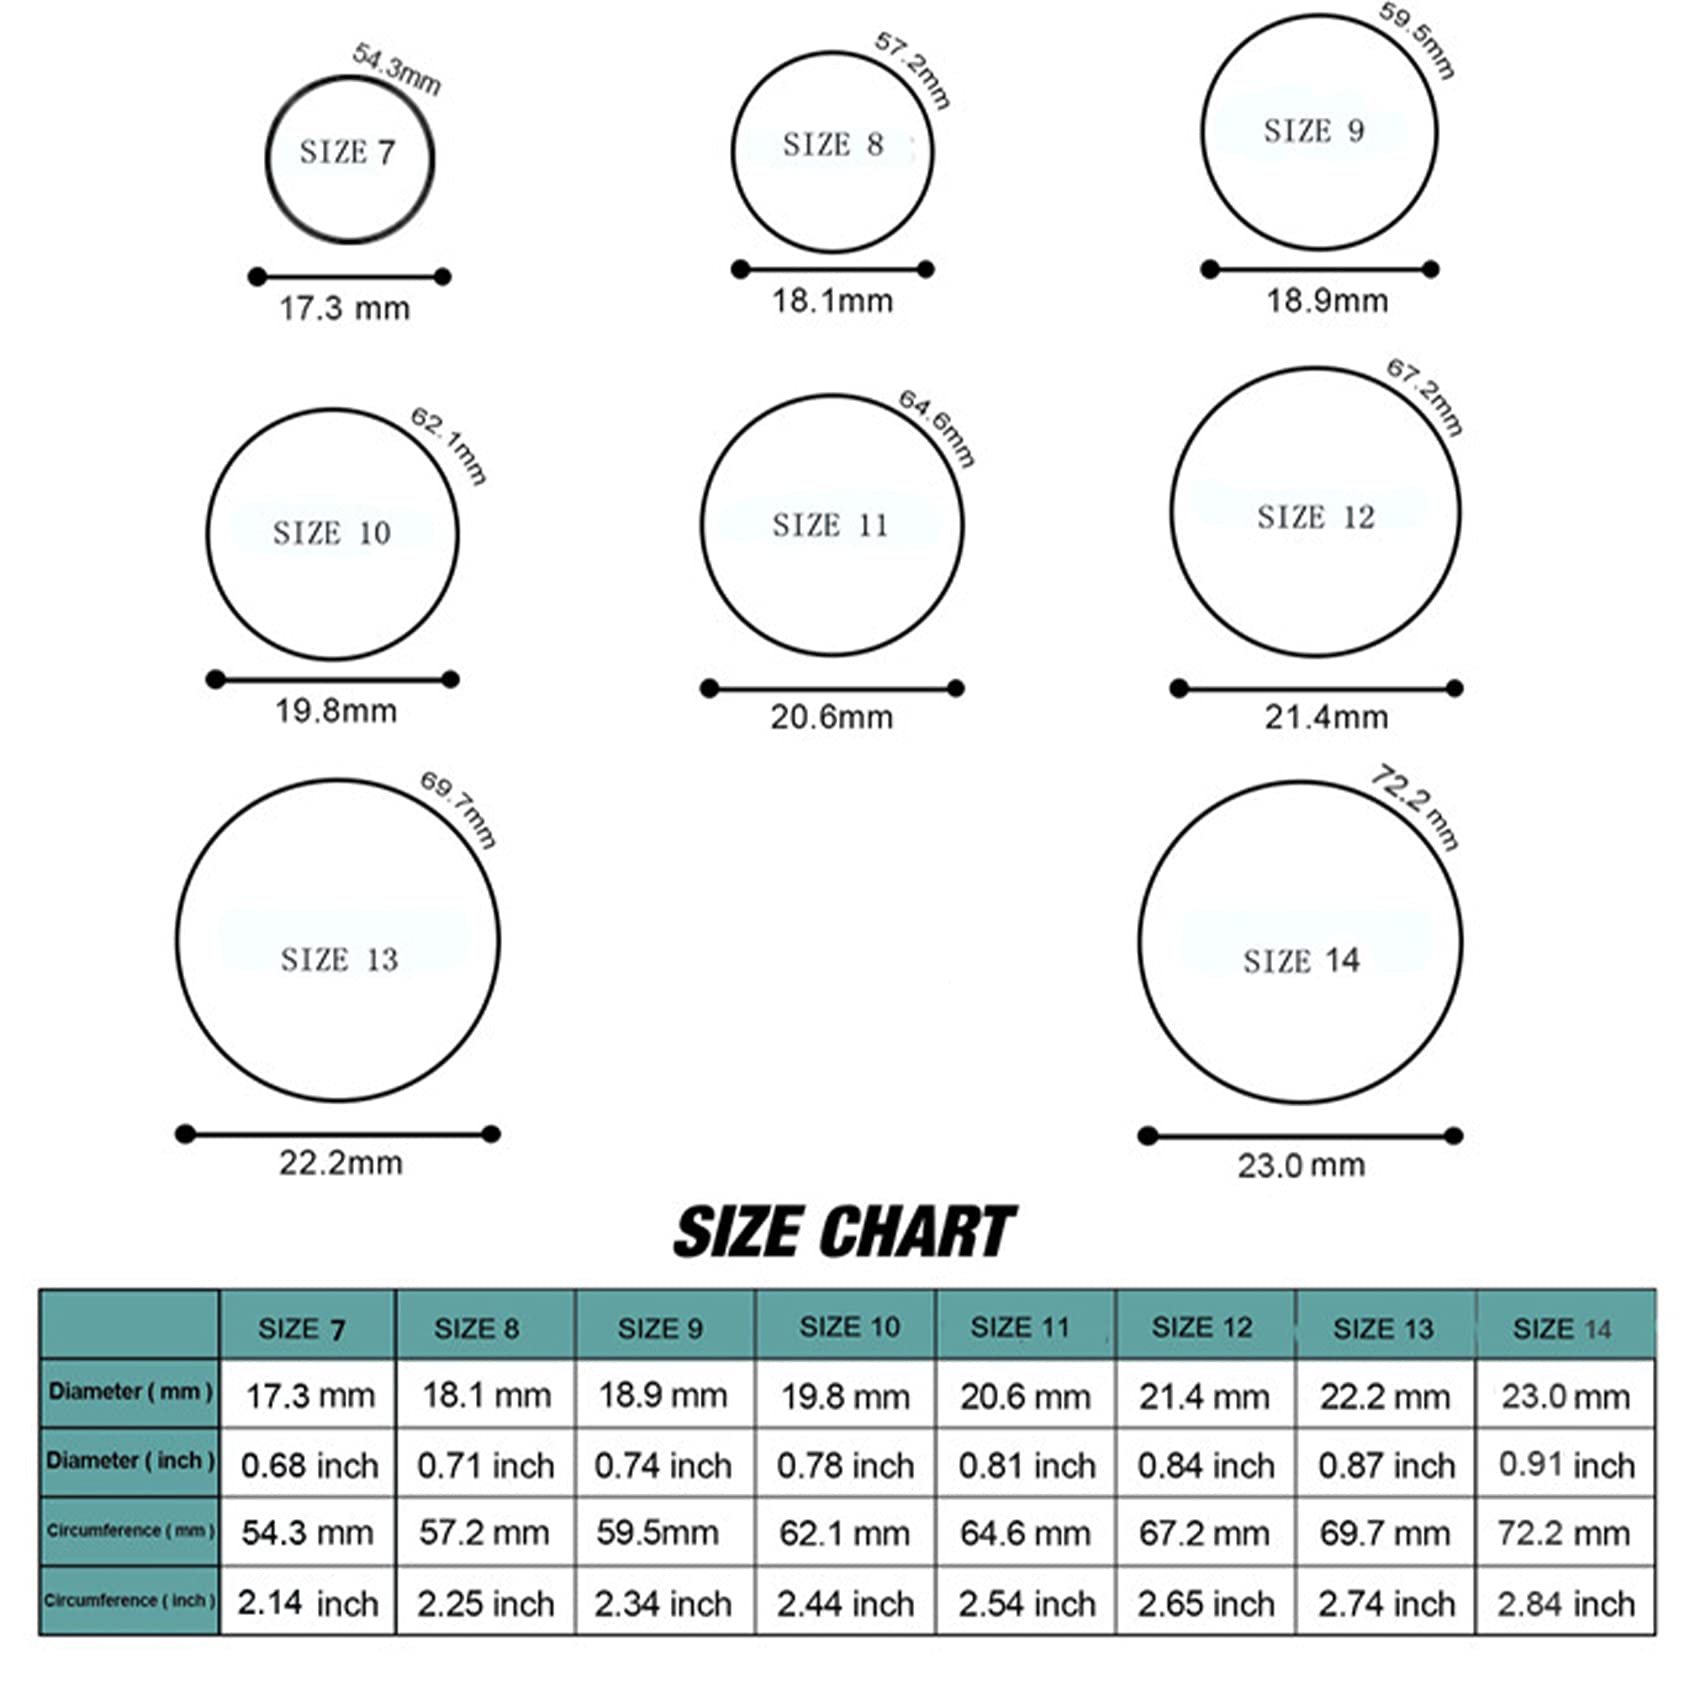 54.3mm
57.2mm
59.5mm
SIZE 7
SIZE 8
SIZE 9
17.3 mm
18.1mm
18.9mm
62.1mm
64.6mm
67.2mm
SIZE 10
SIZE 11
SIZE 12
19.8mm
20.6mm
21.4mm
69.7mm
72.2 mm
SIZE 13
SIZE 14
22.2mm
23.0 mm
SIZE CHART
SIZE 7 SIZE 8 SIZE 9 SIZE 10 SIZE 11 SIZE 12 SIZE 13 SIZE 14
Diameter ( mm ) 17.3 mm 18.1 mm 18.9 mm 19.8 mm 20.6 mm 21.4 mm 22.2 mm 23.0 mm
Diameter ( inch ) 0.68 inch 0.71 inch 0.74 inch 0.78 inch 0.81 inch 0.84 inch 0.87 inch 0.91 inch
Circumference ( mm ) 54.3 mm 57.2 mm 59.5mm 62.1 mm 64.6 mm 67.2 mm 69.7 mm 72.2 mm
Circumference ( inch ) 2.14 inch 2.25 inch 2.34 inch 2.44 inch 2.54 inch 2.65 inch 2.74 inch 2.84 inch